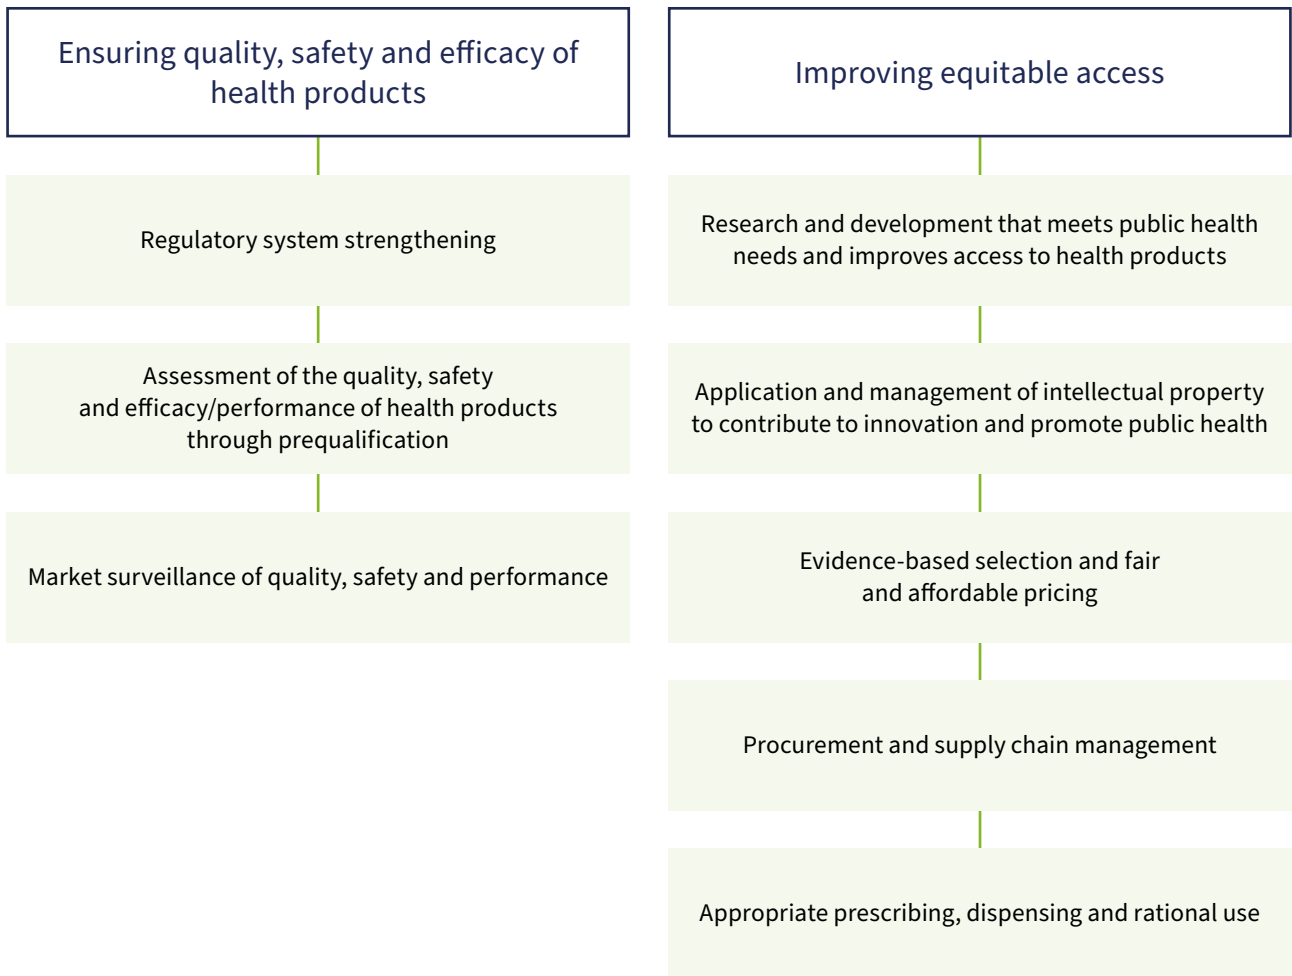 Ensuring quality, safety and efficacy of
health products
Regulatory system strengthening
Assessment of the quality, safety
and efficacy/performance of health products
through prequalification
Market surveillance of quality, safety and performance
Improving equitable access
Research and development that meets public health
needs and improves access to health products
Application and management of intellectual property
to contribute to innovation and promote public health
Evidence-based selection and fair
and affordable pricing
Procurement and supply chain management
Appropriate prescribing, dispensing and rational use